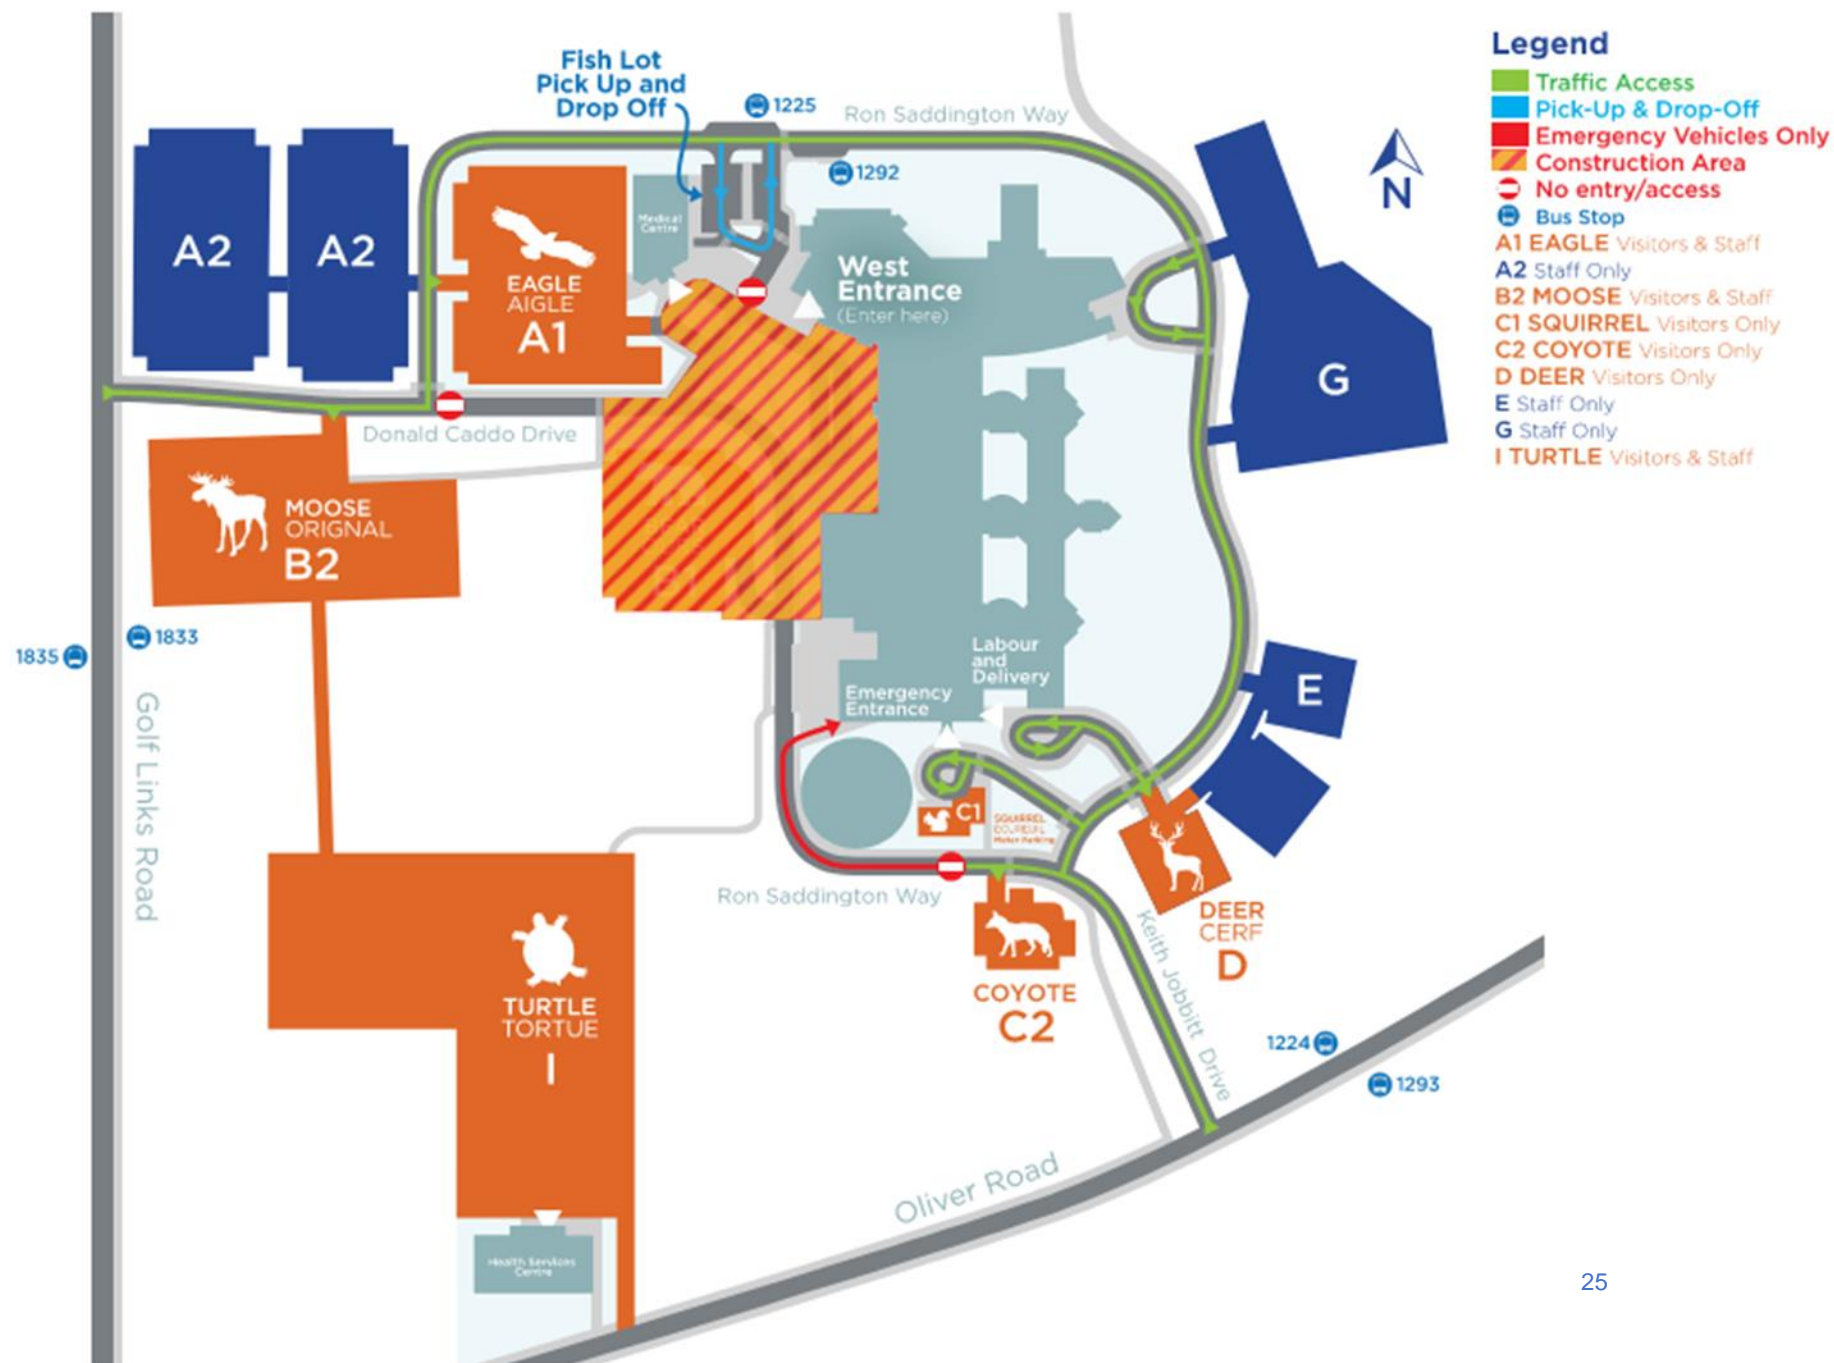 Fish Lot
Pick Up and
Drop Off
1225
Ron Saddington Way
1292
Legend
Traffic Access
Pick-Up & Drop-Off
Emergency Vehicles Only
Construction Area
No entry/access
Bus Stop
A1 EAGLE Visitors & Staff
A2 Staff Only
B2 MOOSE Visitors & Staff
C1 SQUIRREL Visitors Only
C2 COYOTE Visitors Only
D DEER Visitors Only
E Staff Only
G Staff Only
I TURTLE Visitors & Staff
N
A2
A2
EAGLE
AIGLE
A1
Medical
Centre
West
Entrance
(Enter here)
G
Donald Caddo Drive
MOOSE
ORIGNAL
B2
1833
1835
Golf Links Road
Labour
and
Delivery
Emergency
Entrance
E
C1
SQUIRREL
ÉCUREUIL
Meter Parking
Ron Saddington Way
DEER
CERF
D
COYOTE
C2
Keith Jobbitt Drive
TURTLE
TORTUE
I
1224
1293
Oliver Road
Health Services
Centre
25